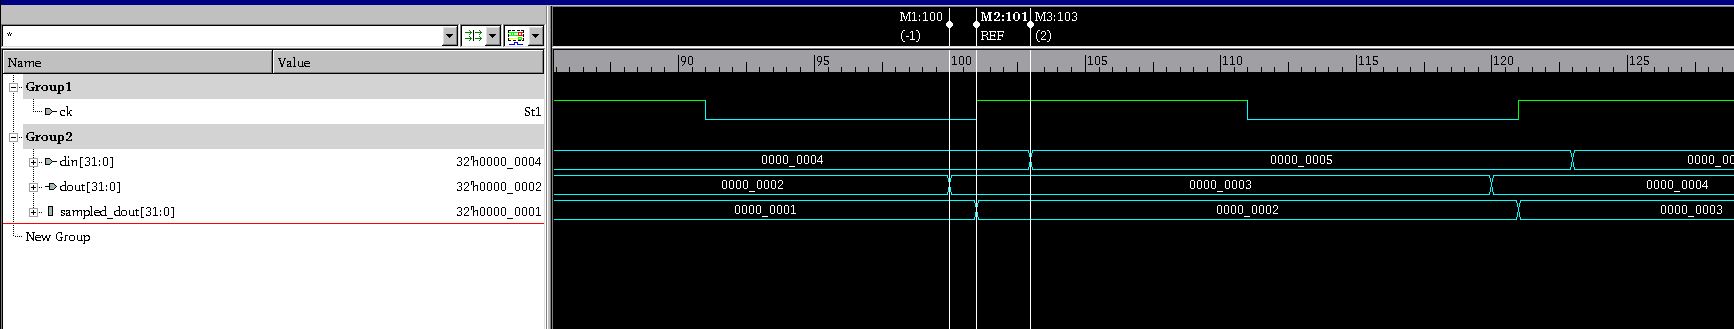 M1:100 M2:101 M3:103
* (-1) REF (2)
Name Value 90 95 100 105 110 115 120 125
Group1
ck St1
Group2
din[31:0] 32'h0000_0004 0000_0004 0000_0005 0000_00
dout[31:0] 32'h0000_0002 0000_0002 0000_0003 0000_0004
sampled_dout[31:0] 32'h0000_0001 0000_0001 0000_0002 0000_0003
New Group